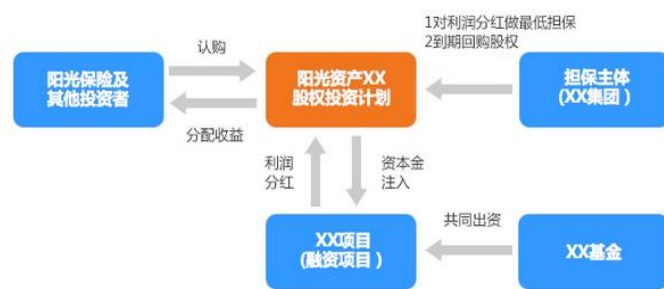 1对利润分红做最低担保
2到期回购股权
认购
阳光保险及
其他投资者
阳光资产XX
股权投资计划
担保主体
(XX集团)
分配收益
利润
分红
资本金
注入
共同出资
XX项目
(融资项目)
XX基金